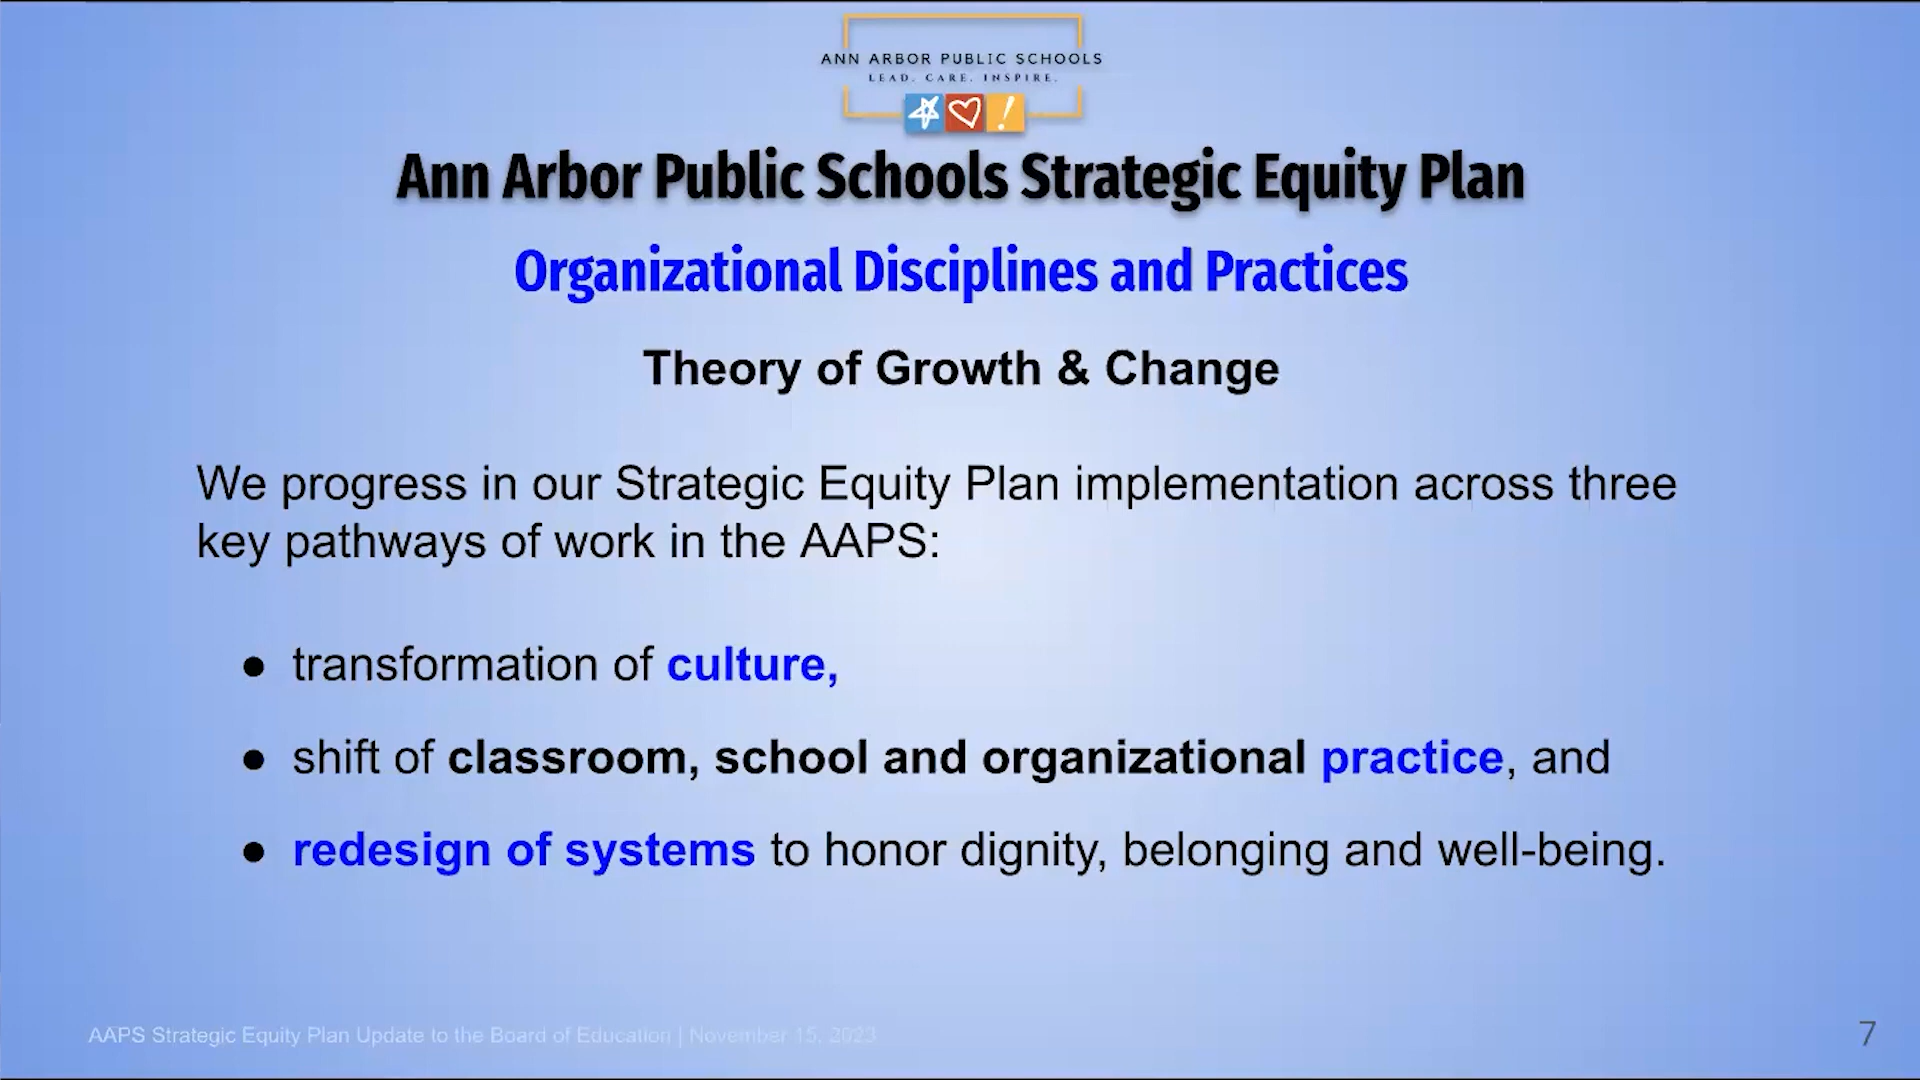 ANN ARBOR PUBLIC SCHOOLS
LEAD. CARE. INSPIRE.
Ann Arbor Public Schools Strategic Equity Plan
Organizational Disciplines and Practices
Theory of Growth & Change
We progress in our Strategic Equity Plan implementation across three
key pathways of work in the AAPS:
● transformation of culture,
● shift of classroom, school and organizational practice, and
● redesign of systems to honor dignity, belonging and well-being.
AAPS Strategic Equity Plan Update to the Board of Education | November 15, 2023
7